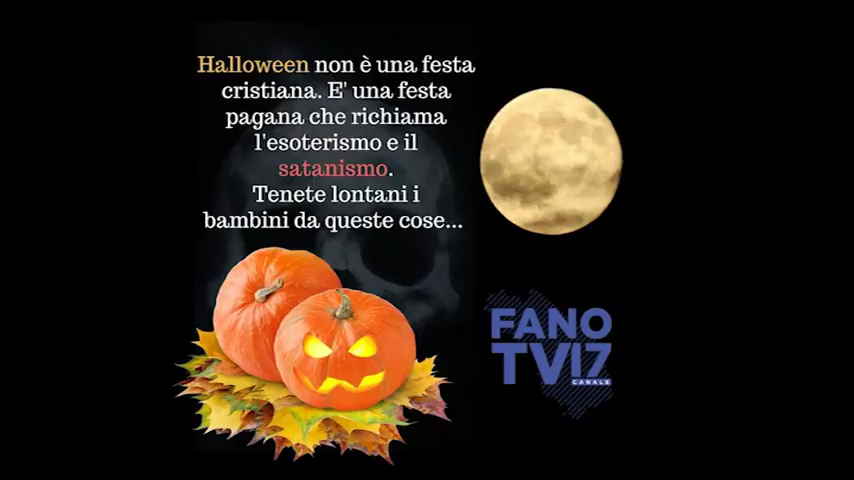 Halloween non è una festa
cristiana. E' una festa
pagana che richiama
l'esoterismo e il
satanismo.
Tenete lontani i
bambini da queste cose...
FANO
TV17
CANALE